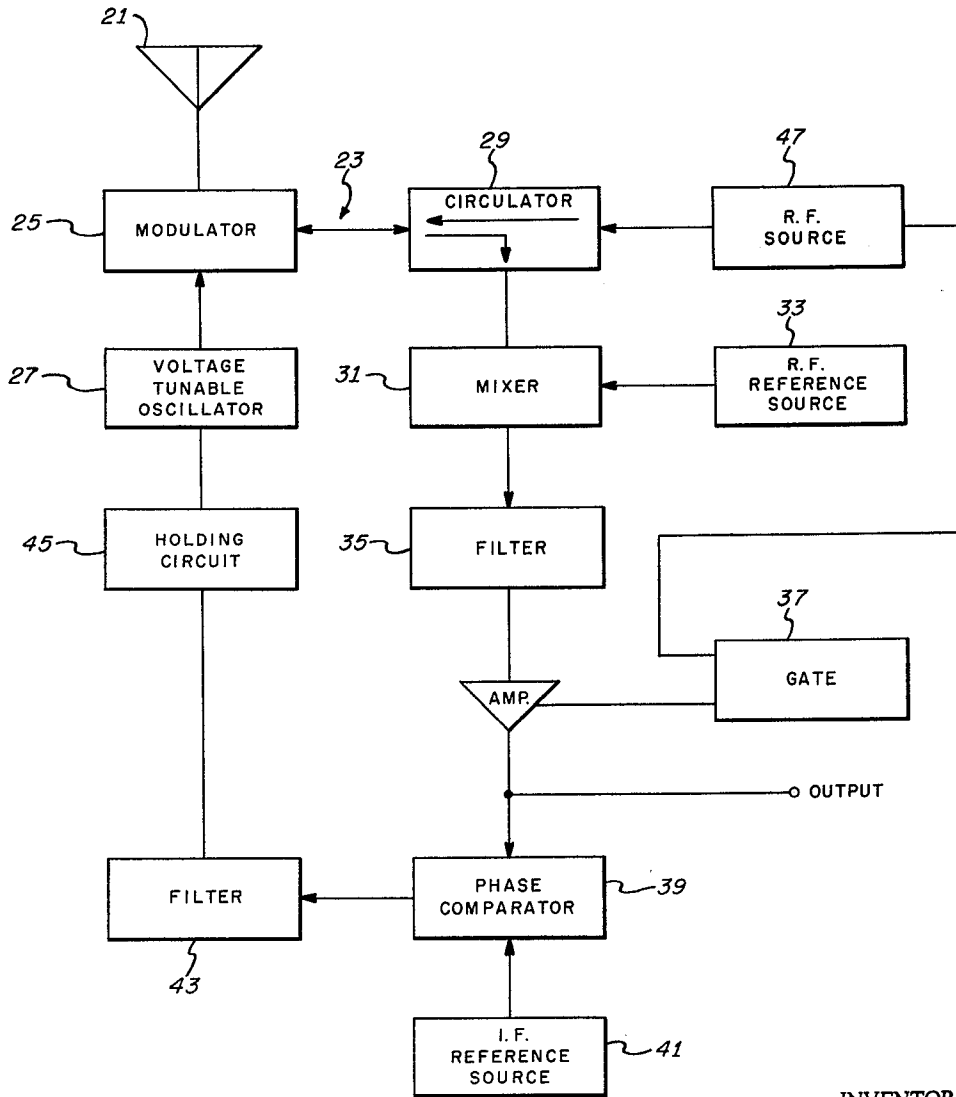 21
23
29
47
25
MODULATOR
CIRCULATOR
R.F.
SOURCE
27
VOLTAGE
TUNABLE
OSCILLATOR
31
MIXER
33
R.F.
REFERENCE
SOURCE
45
HOLDING
CIRCUIT
35
FILTER
37
GATE
AMP.
OUTPUT
FILTER
43
PHASE
COMPARATOR
39
I.F.
REFERENCE
SOURCE
41
INVENTOR